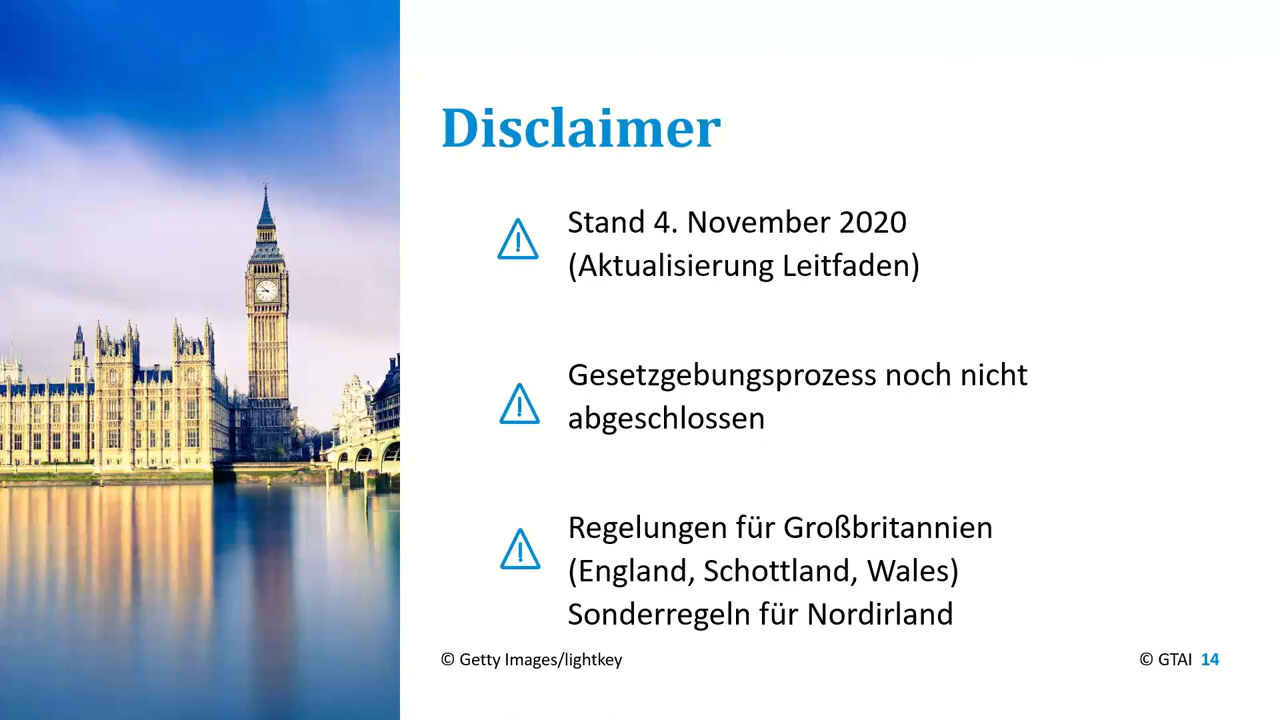 Disclaimer
Stand 4. November 2020
(Aktualisierung Leitfaden)
Gesetzgebungsprozess noch nicht
abgeschlossen
Regelungen für Großbritannien
(England, Schottland, Wales)
Sonderregeln für Nordirland
© Getty Images/lightkey
© GTAI 14